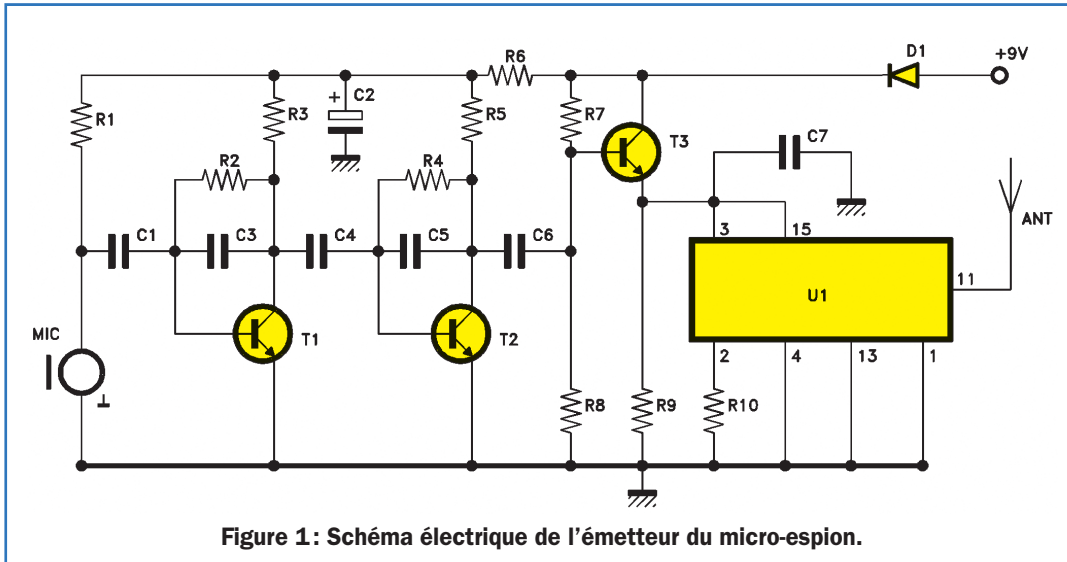 R6
D1
+9V
R1
R3
+
C2
R5
R7
T3
C7
R2
R4
C1
C3
C4
C5
C6
3
15
ANT
11
U1
MIC
T1
T2
2
4
13
1
R8
R9
R10
Figure 1: Schéma électrique de l'émetteur du micro-espion.